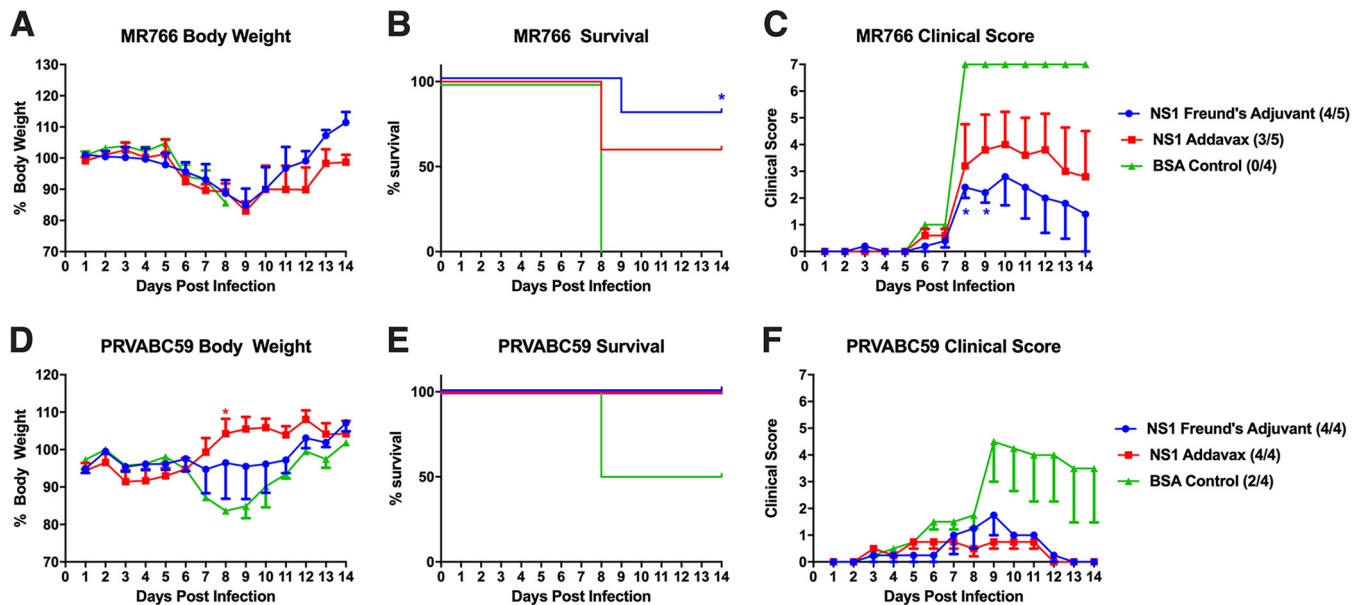 A
MR766 Body Weight
% Body Weight
130
120
110
100
90
80
70
0 1 2 3 4 5 6 7 8 9 10 11 12 13 14
Days Post Infection
B
MR766 Survival
% survival
100
50
0
0 1 2 3 4 5 6 7 8 9 10 11 12 13 14
Days Post Infection
*
C
MR766 Clinical Score
Clinical Score
7
6
5
4
3
2
1
0
0 1 2 3 4 5 6 7 8 9 10 11 12 13 14
Days Post Infection
* *
NS1 Freund's Adjuvant (4/5)
NS1 Addavax (3/5)
BSA Control (0/4)
D
PRVABC59 Body Weight
% Body Weight
120
110
100
90
80
70
0 1 2 3 4 5 6 7 8 9 10 11 12 13 14
Days Post Infection
*
E
PRVABC59 Survival
% survival
100
50
0
0 1 2 3 4 5 6 7 8 9 10 11 12 13 14
Days Post Infection
F
PRVABC59 Clinical Score
Clinical Score
7
6
5
4
3
2
1
0
0 1 2 3 4 5 6 7 8 9 10 11 12 13 14
Days Post Infection
NS1 Freund's Adjuvant (4/4)
NS1 Addavax (4/4)
BSA Control (2/4)